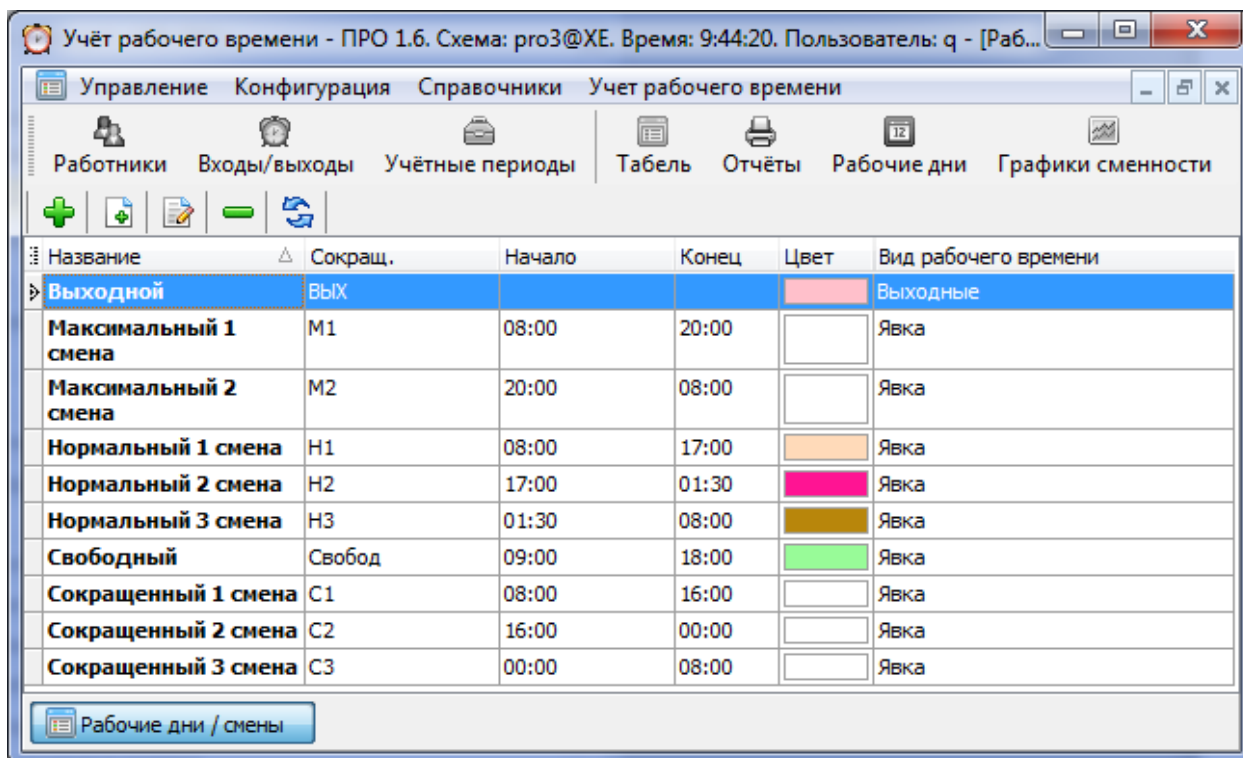 Учёт рабочего времени - ПРО 1.6. Схема: pro3@XE. Время: 9:44:20. Пользователь: q - [Раб...
Управление Конфигурация Справочники Учет рабочего времени
Работники Входы/выходы Учётные периоды Табель Отчёты Рабочие дни Графики сменности
Название Сокращ. Начало Конец Цвет Вид рабочего времени
Выходной ВЫХ Выходные
Максимальный 1 М1 08:00 20:00 Явка
смена
Максимальный 2 М2 20:00 08:00 Явка
смена
Нормальный 1 смена Н1 08:00 17:00 Явка
Нормальный 2 смена Н2 17:00 01:30 Явка
Нормальный 3 смена Н3 01:30 08:00 Явка
Свободный Свобод 09:00 18:00 Явка
Сокращенный 1 смена С1 08:00 16:00 Явка
Сокращенный 2 смена С2 16:00 00:00 Явка
Сокращенный 3 смена С3 00:00 08:00 Явка
Рабочие дни / смены